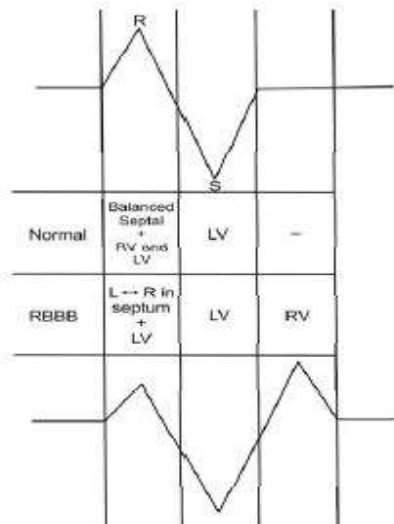 R
S
Normal
Balanced
Septal
+
RV and
LV
LV
–
RBBB
L ↔ R in
septum
+
LV
LV
RV